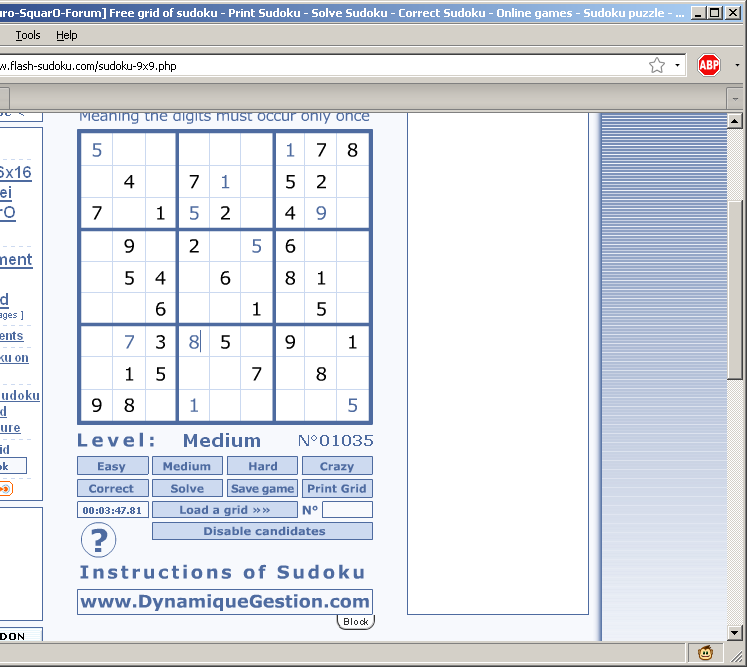 uro-SquarO-Forum] Free grid of sudoku - Print Sudoku - Solve Sudoku - Correct Sudoku - Online games - Sudoku puzzle - ...
Tools Help
w.flash-sudoku.com/sudoku-9x9.php
ABP
Meaning the digits must occur only once
5 1 7 8
4 7 1 5 2
7 1 5 2 4 9
9 2 5 6
5 4 6 8 1
6 1 5
7 3 8 5 9 1
1 5 7 8
9 8 1 5
6x16
ei
rO
ment
d
ages ]
ents
ku on
udoku
d
ure
id
ok
DON
Level: Medium N°01035
Easy Medium Hard Crazy
Correct Solve Save game Print Grid
00:03:47.81 Load a grid »» N°
Disable candidates
?
Instructions of Sudoku
www.DynamiqueGestion.com
Block